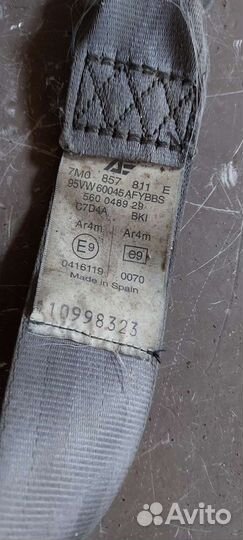 7M0 857 811 E
95VW60045AFYBBS
560 0489 29
C7D4A BKI
Ar4m Ar4m
E9 e9
0416119 0070
Made in Spain
10998323
Avito